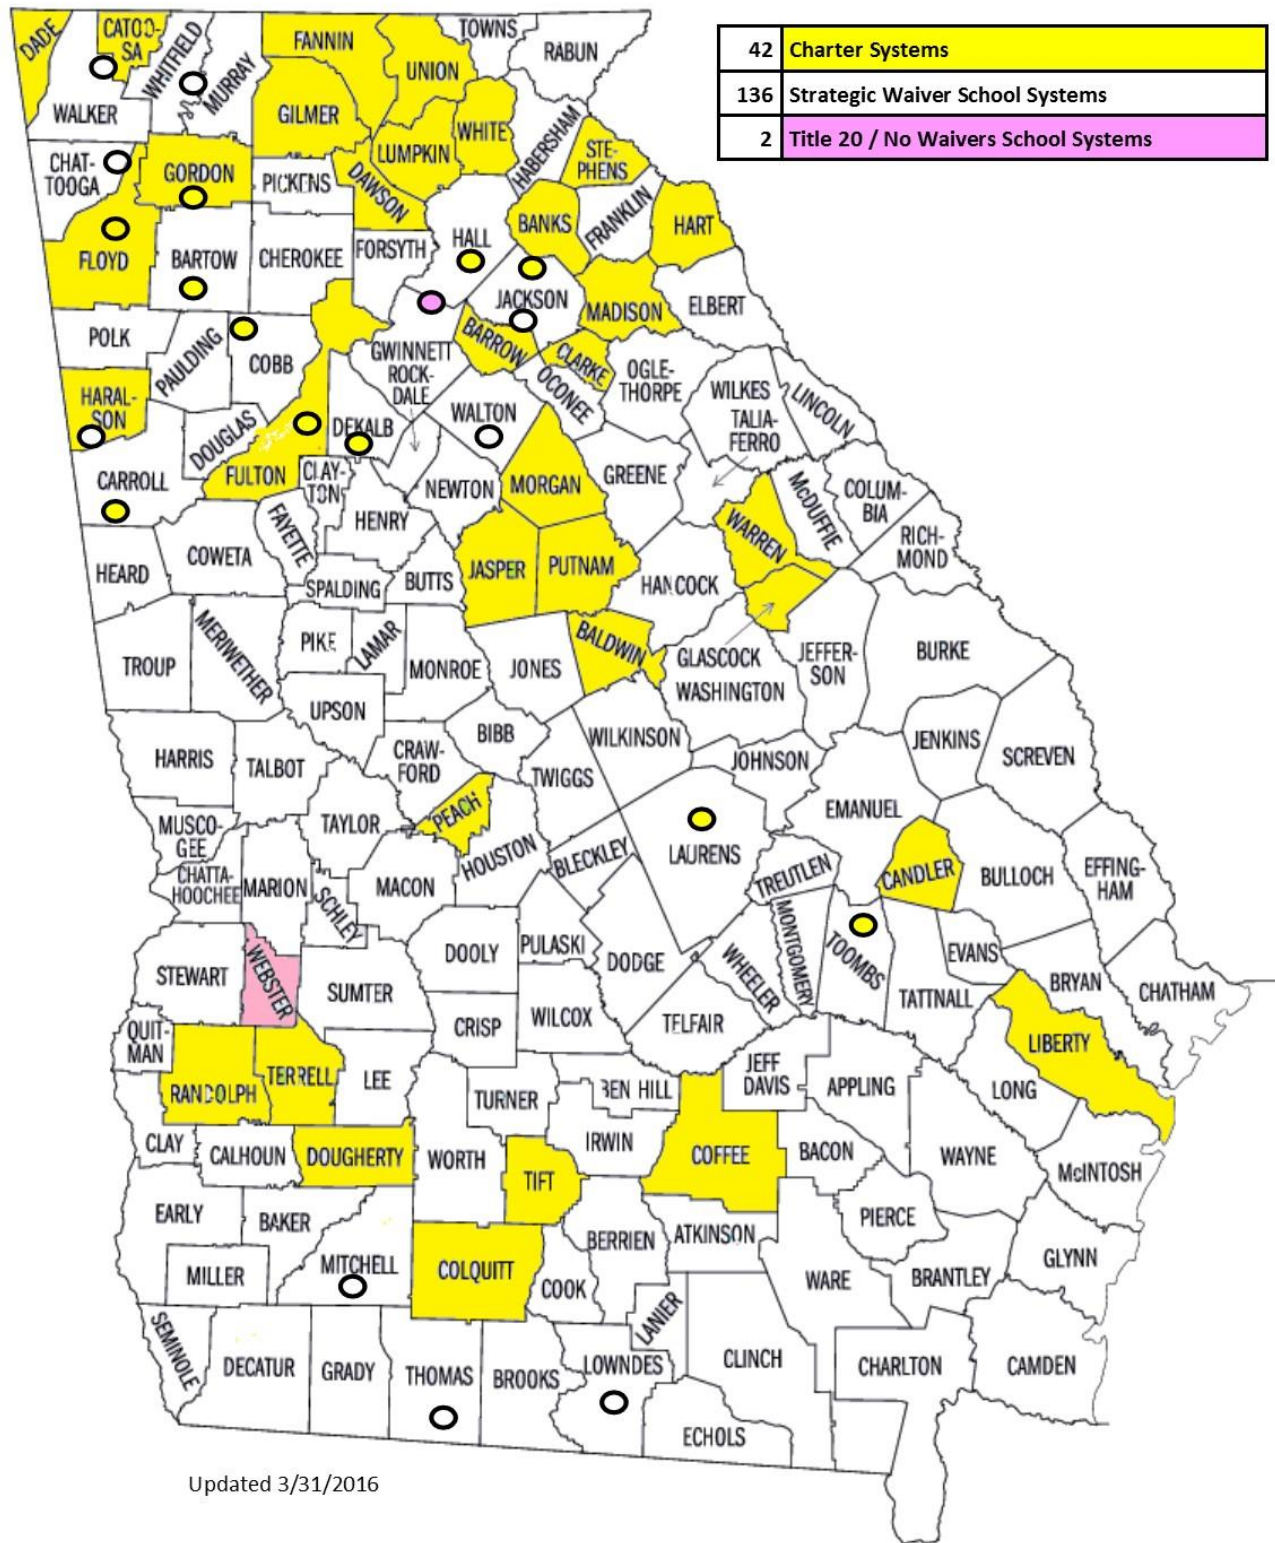 42 Charter Systems
136 Strategic Waiver School Systems
2 Title 20 / No Waivers School Systems
DADE
CATOO-
SA
WHITFIELD
MURRAY
FANNIN
UNION
TOWNS
RABUN
WALKER
GILMER
LUMPKIN
WHITE
HABERSHAM
STE-
PHENS
CHAT-
TOOGA
GORDON
PICKENS
DAWSON
BANKS
FRANKLIN
HART
FLOYD
BARTOW
CHEROKEE
FORSYTH
HALL
JACKSON
MADISON
ELBERT
POLK
PAULDING
COBB
GWINNETT
BARROW
CLARKE
OCONEE
OGLE-
THORPE
WILKES
LINCOLN
HARAL-
SON
DOUGLAS
FULTON
DEKALB
ROCK-
DALE
WALTON
TALIA-
FERRO
CARROLL
CLAY-
TON
HENRY
NEWTON
MORGAN
GREENE
WARREN
McDUFFIE
COLUM-
BIA
RICH-
MOND
HEARD
COWETA
FAYETTE
SPALDING
BUTTS
JASPER
PUTNAM
HANCOCK
GLASCOCK
TROUP
MERIWETHER
PIKE
LAMAR
MONROE
JONES
BALDWIN
WASHINGTON
JEFFER-
SON
BURKE
UPSON
HARRIS
TALBOT
CRAW-
FORD
BIBB
TWIGGS
WILKINSON
JOHNSON
JENKINS
SCREVEN
MUSCO-
GEE
CHATTA-
HOOCHEE
MARION
TAYLOR
SCHLEY
MACON
PEACH
HOUSTON
BLECKLEY
LAURENS
TREUTLEN
EMANUEL
CANDLER
BULLOCH
EFFING-
HAM
STEWART
WEBSTER
SUMTER
DOOLY
PULASKI
DODGE
WHEELER
MONTGOMERY
TOOMBS
TATTNALL
EVANS
BRYAN
CHATHAM
QUIT-
MAN
RANDOLPH
TERRELL
LEE
CRISP
WILCOX
TELFAIR
LIBERTY
TURNER
BEN HILL
JEFF
DAVIS
APPLING
LONG
CLAY
CALHOUN
DOUGHERTY
WORTH
TIFT
IRWIN
COFFEE
BACON
WAYNE
McINTOSH
EARLY
BAKER
MITCHELL
COLQUITT
BERRIEN
ATKINSON
PIERCE
MILLER
COOK
WARE
BRANTLEY
GLYNN
SEMINOLE
DECATUR
GRADY
THOMAS
BROOKS
LOWNDES
LANIER
CLINCH
CHARLTON
CAMDEN
ECHOLS
Updated 3/31/2016